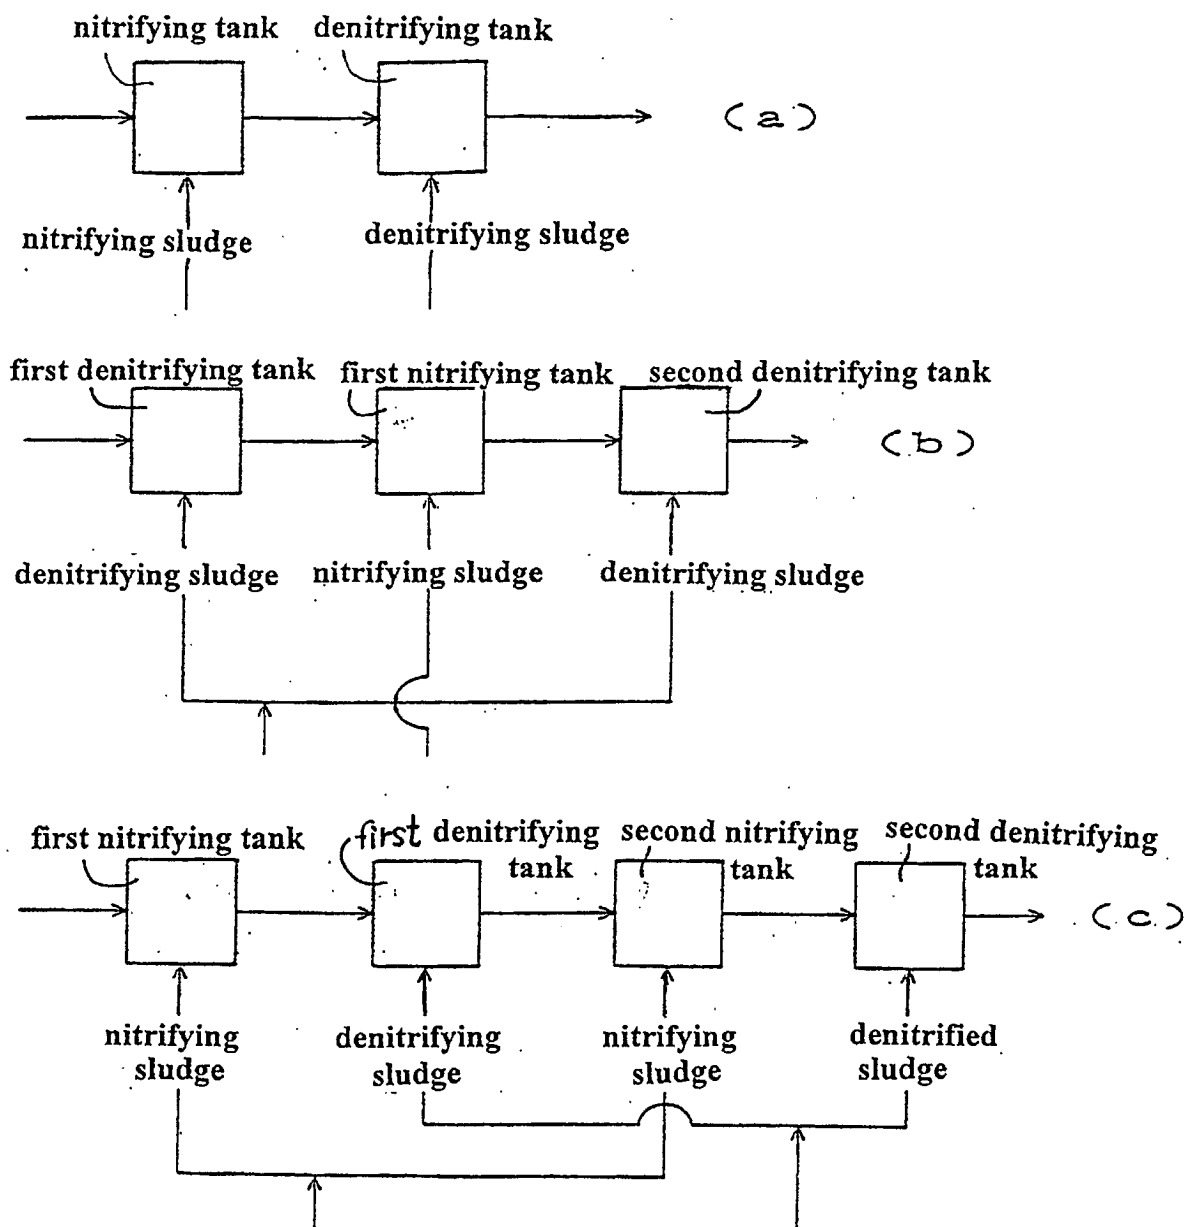 nitrifying tank
denitrifying tank
(a)
nitrifying sludge
denitrifying sludge
first denitrifying tank
first nitrifying tank
second denitrifying tank
(b)
denitrifying sludge
nitrifying sludge
denitrifying sludge
first nitrifying tank
first denitrifying
tank
second nitrifying
tank
second denitrifying
tank
(c)
nitrifying
sludge
denitrifying
sludge
nitrifying
sludge
denitrified
sludge